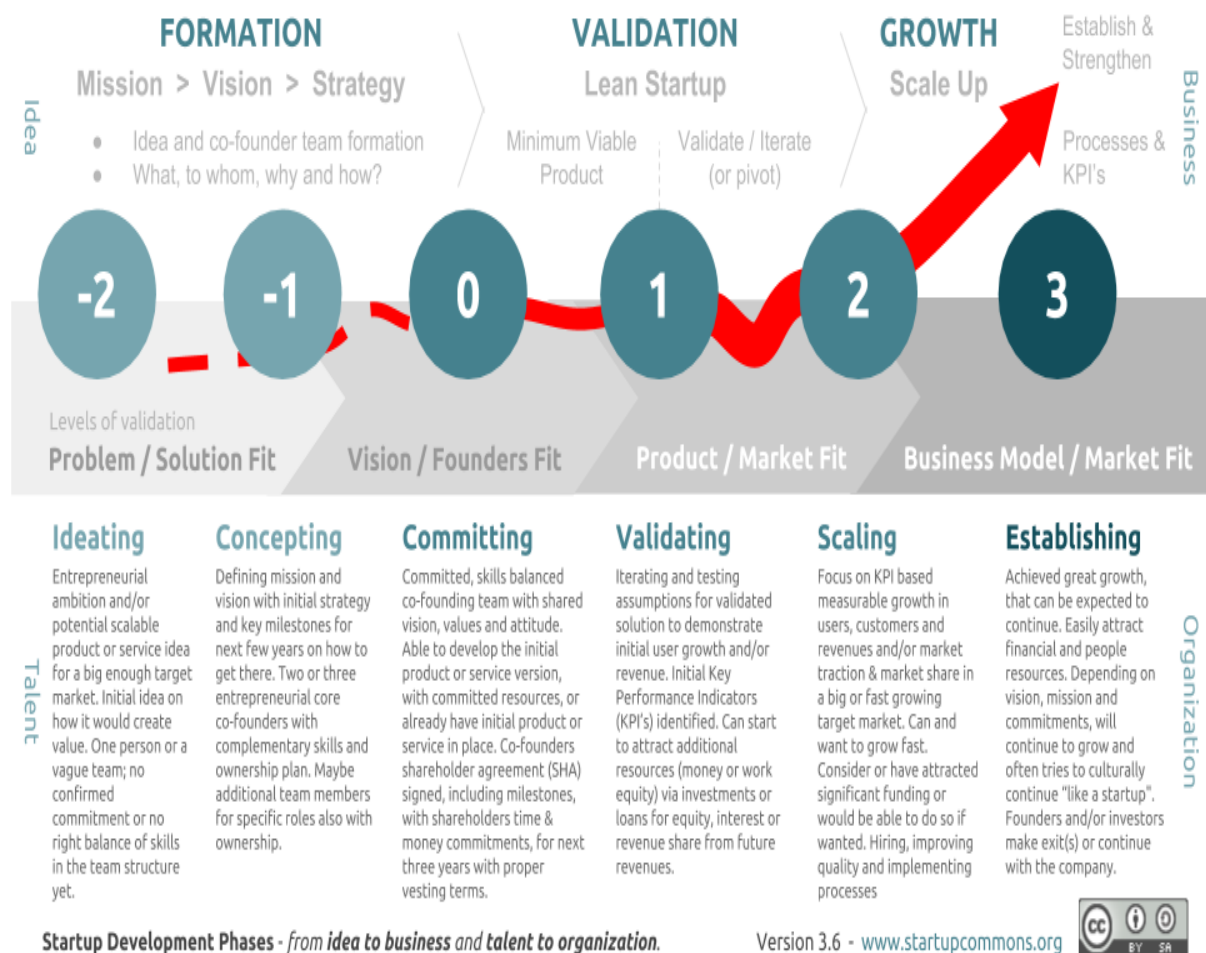 FORMATION
Mission > Vision > Strategy
● Idea and co-founder team formation
● What, to whom, why and how?
VALIDATION
Lean Startup
Minimum Viable
Product
Validate / Iterate
(or pivot)
GROWTH
Scale Up
Establish &
Strengthen
Processes &
KPI's
Idea
Business
-2
-1
0
1
2
3
Levels of validation
Problem / Solution Fit
Vision / Founders Fit
Product / Market Fit
Business Model / Market Fit
Talent
Organization
Ideating
Entrepreneurial
ambition and/or
potential scalable
product or service idea
for a big enough target
market. Initial idea on
how it would create
value. One person or a
vague team; no
confirmed
commitment or no
right balance of skills
in the team structure
yet.
Concepting
Defining mission and
vision with initial strategy
and key milestones for
next few years on how to
get there. Two or three
entrepreneurial core
co-founders with
complementary skills and
ownership plan. Maybe
additional team members
for specific roles also with
ownership.
Committing
Committed, skills balanced
co-founding team with shared
vision, values and attitude.
Able to develop the initial
product or service version,
with committed resources, or
already have initial product or
service in place. Co-founders
shareholder agreement (SHA)
signed, including milestones,
with shareholders time &
money commitments, for next
three years with proper
vesting terms.
Validating
Iterating and testing
assumptions for validated
solution to demonstrate
initial user growth and/or
revenue. Initial Key
Performance Indicators
(KPI's) identified. Can start
to attract additional
resources (money or work
equity) via investments or
loans for equity, interest or
revenue share from future
revenues.
Scaling
Focus on KPI based
measurable growth in
users, customers and
revenues and/or market
traction & market share in
a big or fast growing
target market. Can and
want to grow fast.
Consider or have attracted
significant funding or
would be able to do so if
wanted. Hiring, improving
quality and implementing
processes
Establishing
Achieved great growth,
that can be expected to
continue. Easily attract
financial and people
resources. Depending on
vision, mission and
commitments, will
continue to grow and
often tries to culturally
continue "like a startup".
Founders and/or investors
make exit(s) or continue
with the company.
Startup Development Phases - from idea to business and talent to organization.
Version 3.6 - www.startupcommons.org
cc
BY SA